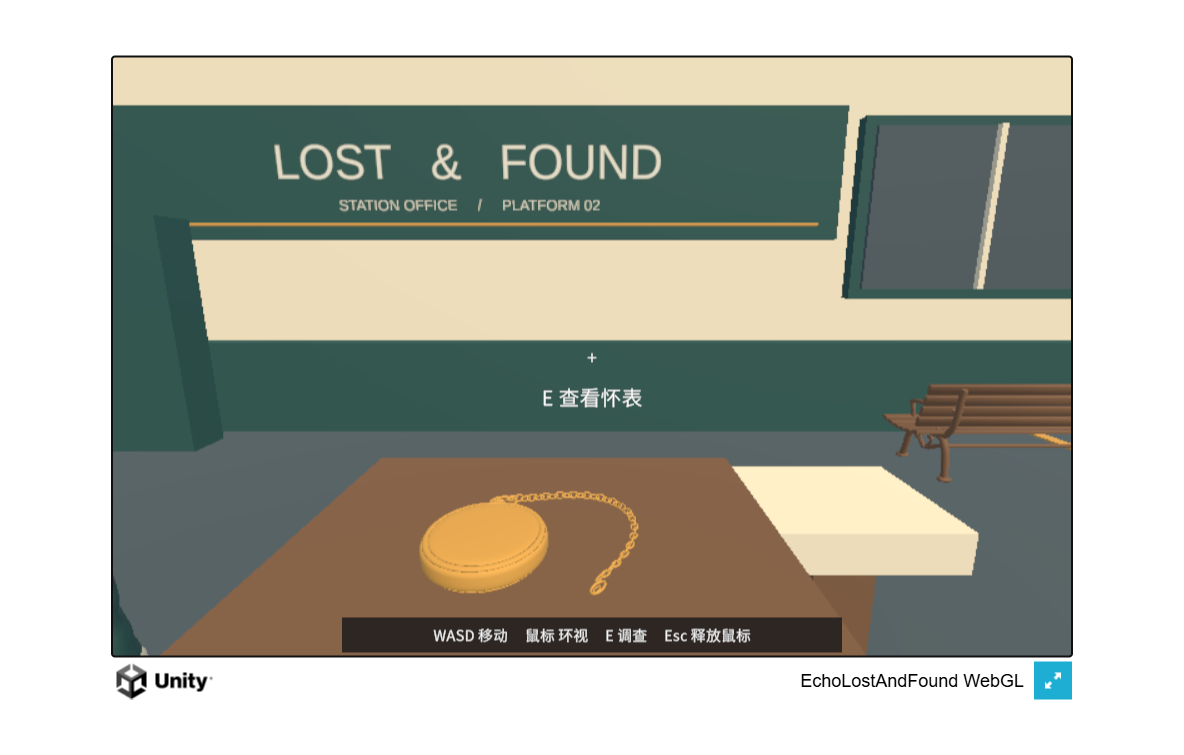 LOST & FOUND
STATION OFFICE / PLATFORM 02
+
E 查看怀表
WASD 移动 鼠标 环视 E 调查 Esc 释放鼠标
Unity
EchoLostAndFound WebGL